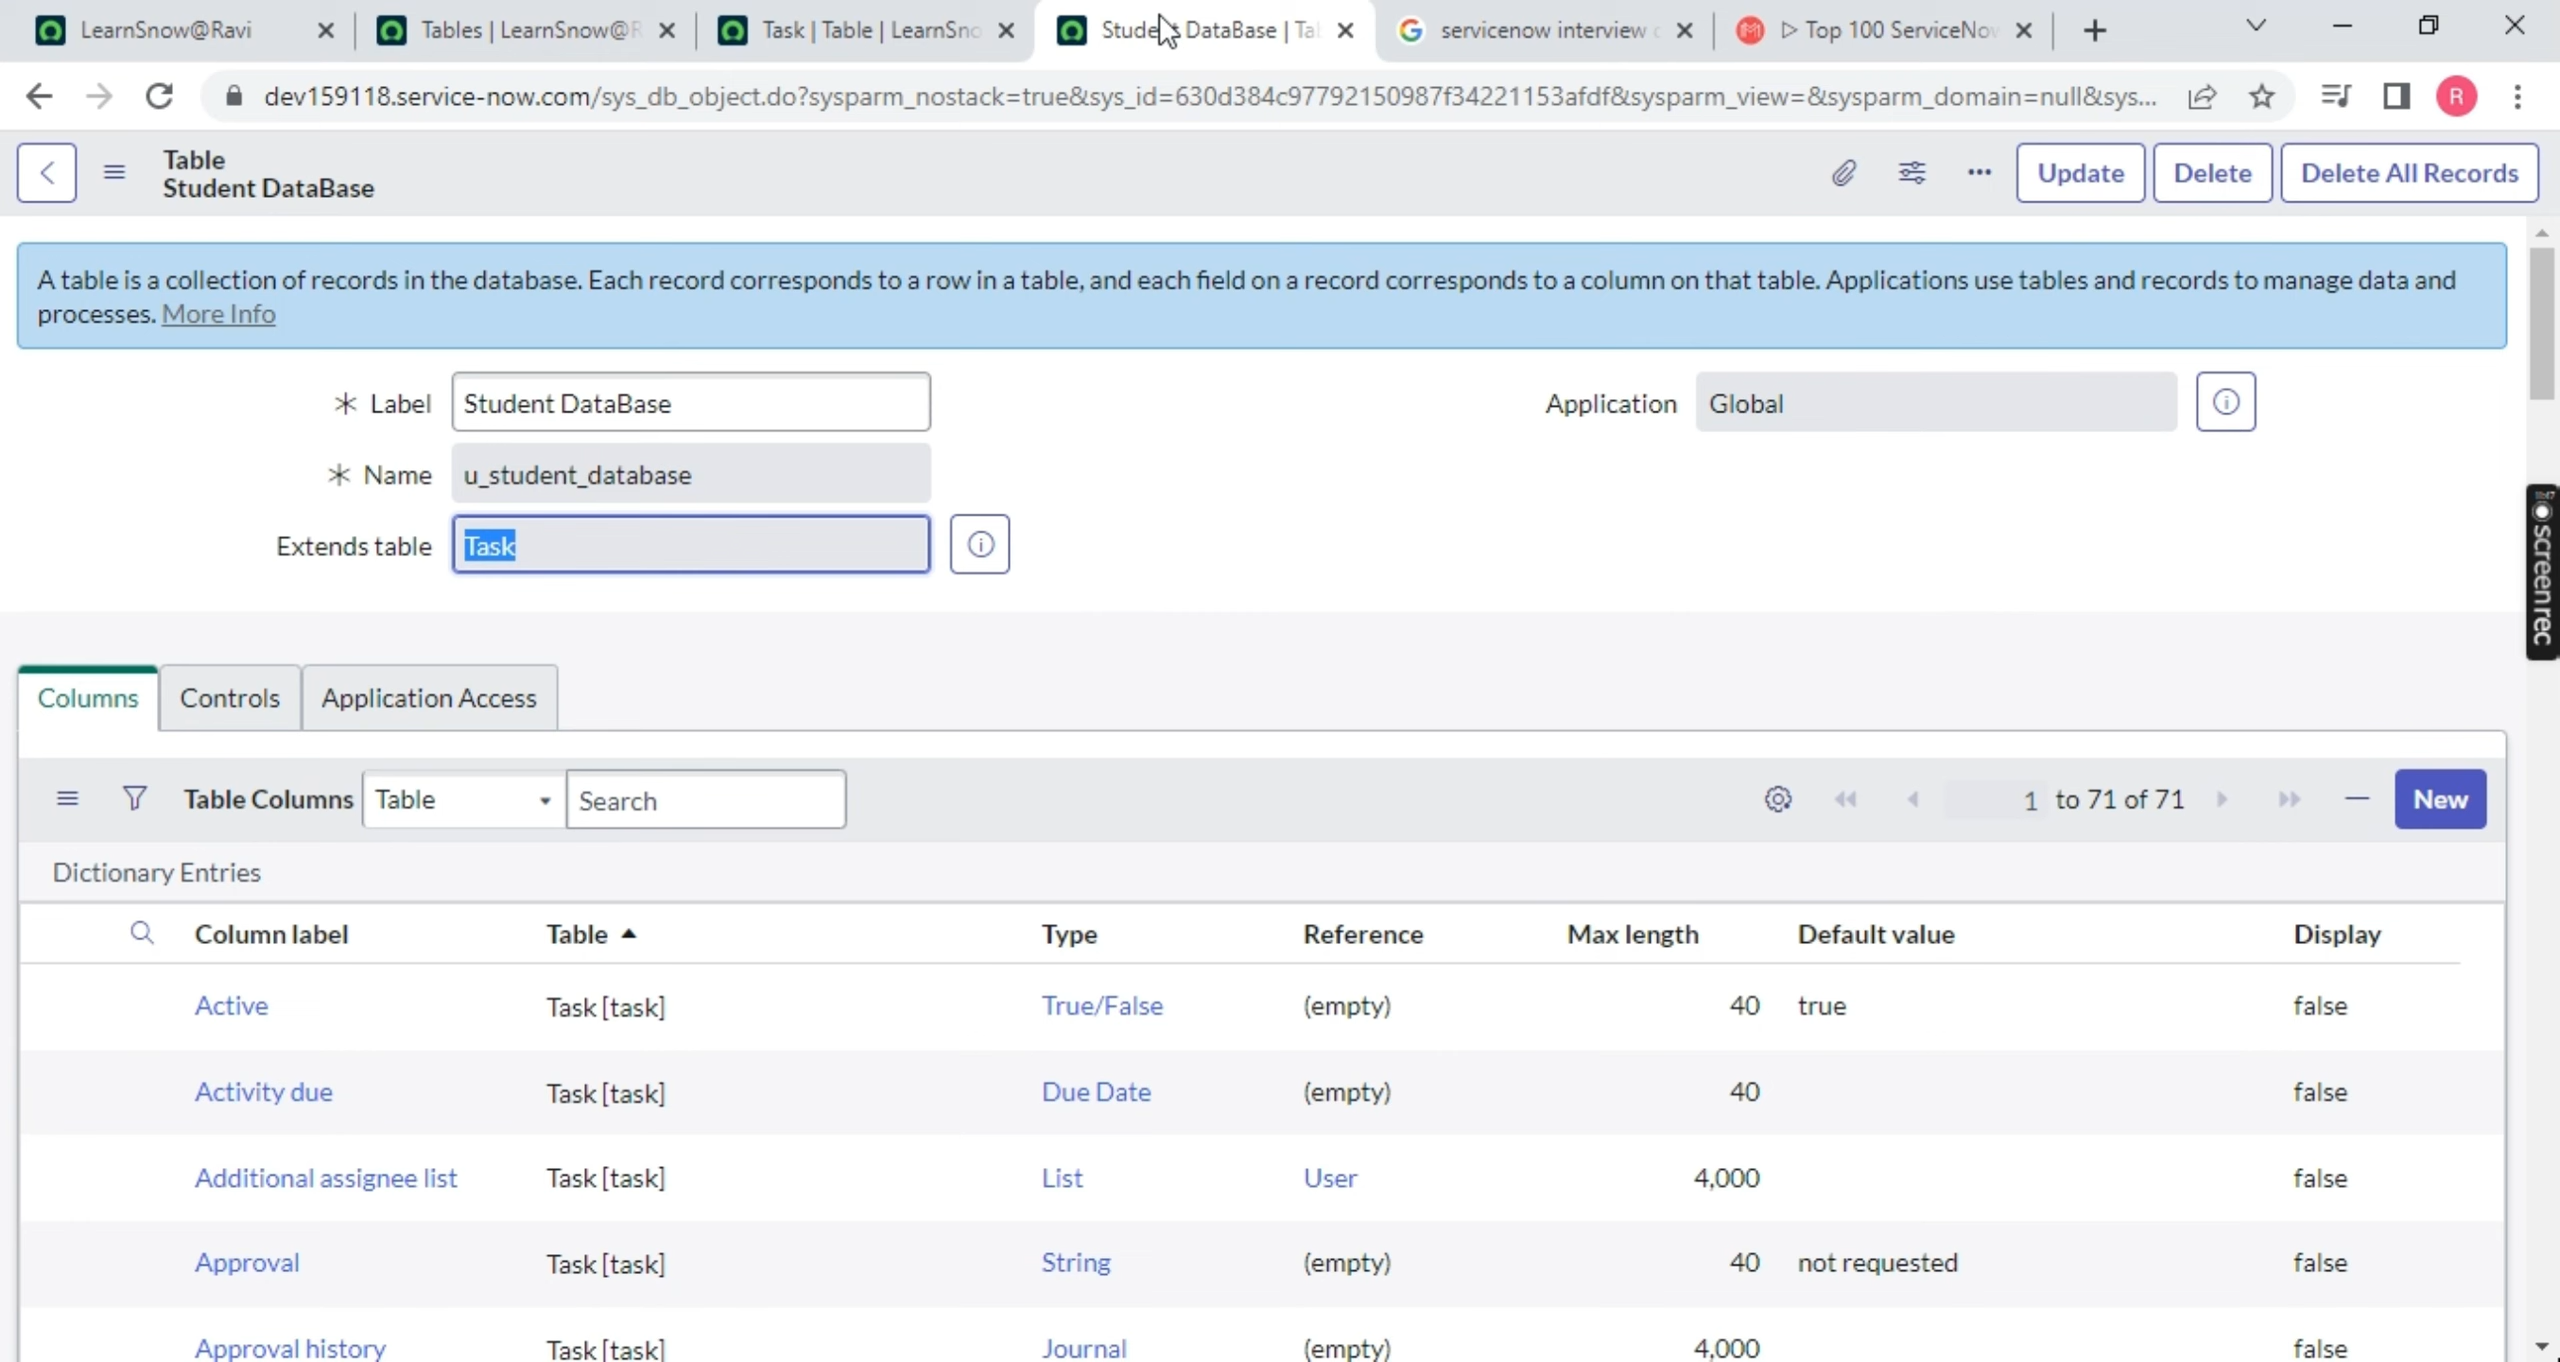 LearnSnow@Ravi
Tables | LearnSnow@R
Task | Table | LearnSno
Student DataBase | Tab
servicenow interview
Top 100 ServiceNow
dev159118.service-now.com/sys_db_object.do?sysparm_nostack=true&sys_id=630d384c97792150987f34221153afdf&sysparm_view=&sysparm_domain=null&sys...
R
Table
Student DataBase
Update
Delete
Delete All Records
A table is a collection of records in the database. Each record corresponds to a row in a table, and each field on a record corresponds to a column on that table. Applications use tables and records to manage data and
processes. More Info
* Label Student DataBase
Application Global
* Name u_student_database
Extends table Task
screenrec
Columns Controls Application Access
Table Columns Table Search 1 to 71 of 71 New
Dictionary Entries
Column label Table Type Reference Max length Default value Display
Active Task [task] True/False (empty) 40 true false
Activity due Task [task] Due Date (empty) 40 false
Additional assignee list Task [task] List User 4,000 false
Approval Task [task] String (empty) 40 not requested false
Approval history Task [task] Journal (empty) 4,000 false